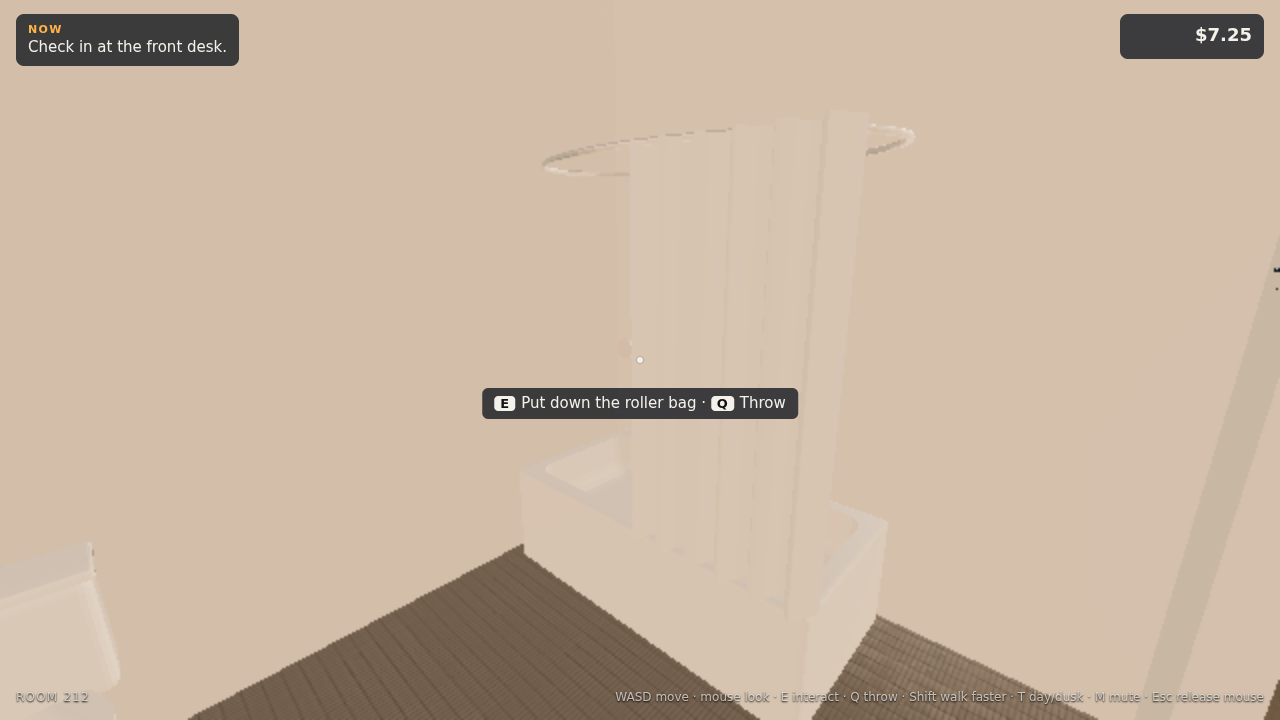 NOW
Check in at the front desk.
$7.25
E Put down the roller bag · Q Throw
ROOM 212
WASD move · mouse look · E interact · Q throw · Shift walk faster · T day/dusk · M mute · Esc release mouse